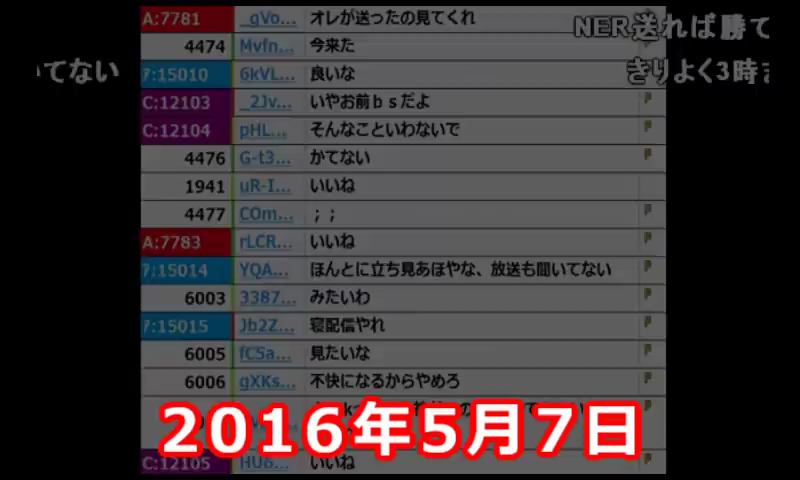 A:7781 _gVo... オレが送ったの見てくれ
NER送れば勝て
4474 Mvfn... 今来た
いてない
ｱ:15010 6kVL... 良いな
きりよく3時ま
C:12103 _2Jv... いやお前ｂｓだよ
C:12104 pHL... そんなこといわないで
4476 G-t3... かてない
1941 uR-I... いいね
4477 COm... ；；
A:7783 rLCR... いいね
ｱ:15014 YQA... ほんとに立ち見あほやな、放送も聞いてない
6003 3387... みたいわ
ｱ:15015 Jb2Z... 寝配信やれ
6005 fC5a... 見たいな
6006 gXKs... 不快になるからやめろ
2016年5月7日
C:12105 HU6... いいね